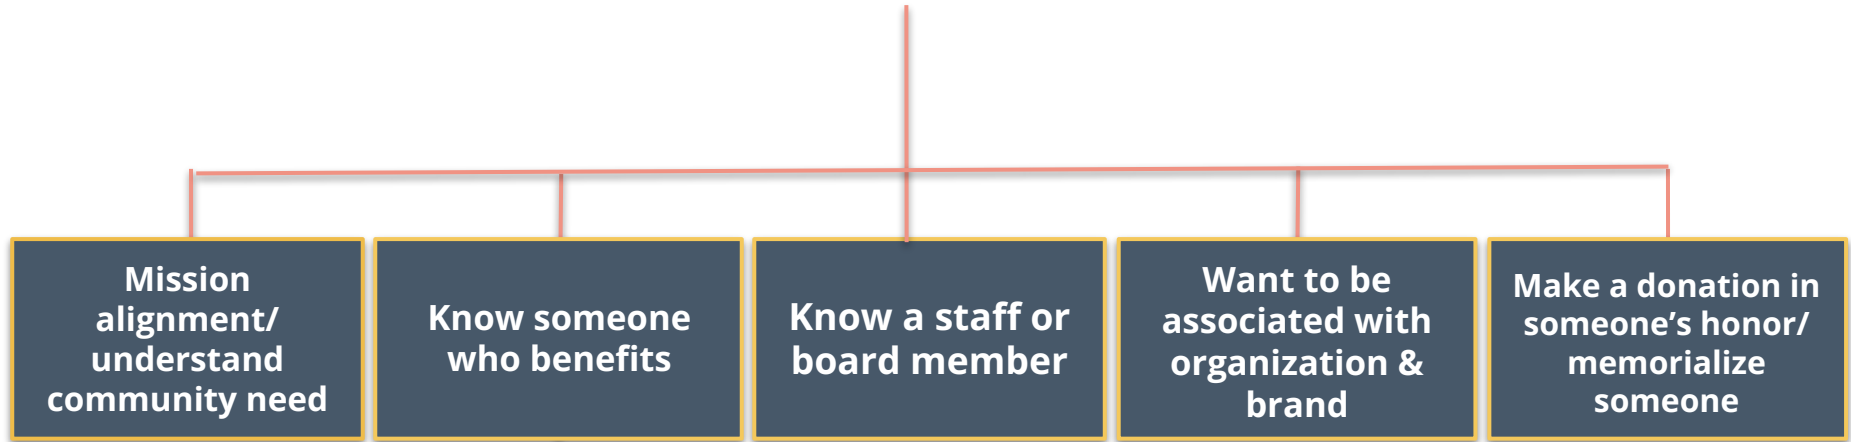 Mission
alignment/
understand
community need
Know someone
who benefits
Know a staff or
board member
Want to be
associated with
organization &
brand
Make a donation in
someone’s honor/
memorialize
someone